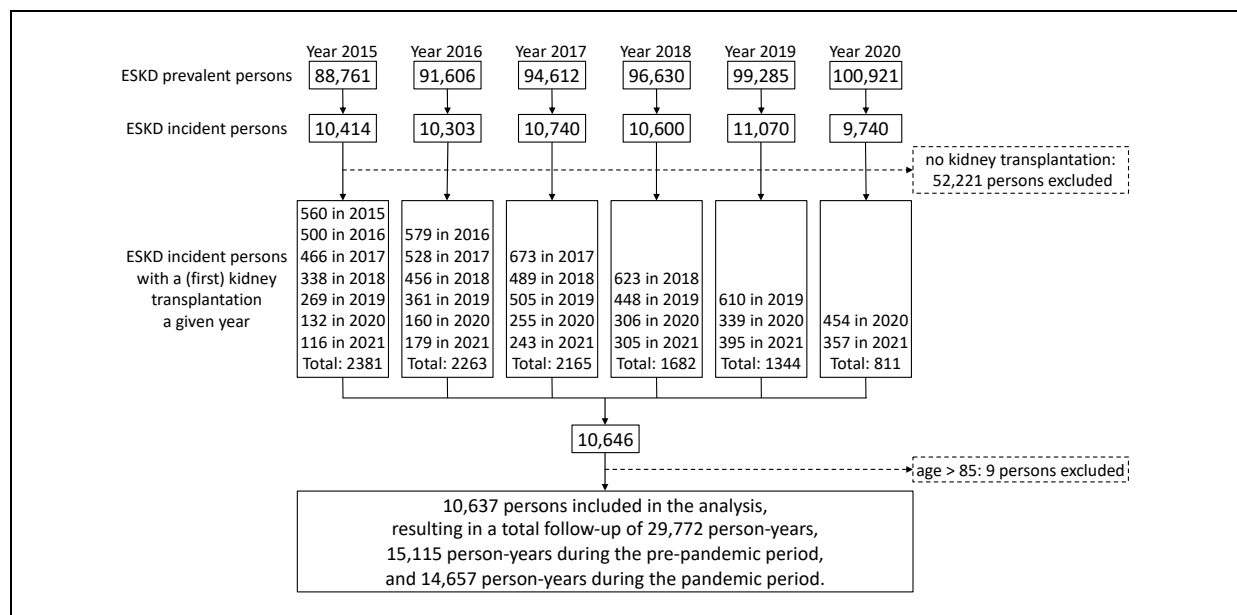 Year 2015 Year 2016 Year 2017 Year 2018 Year 2019 Year 2020
ESKD prevalent persons 88,761 91,606 94,612 96,630 99,285 100,921
ESKD incident persons 10,414 10,303 10,740 10,600 11,070 9,740
no kidney transplantation:
52,221 persons excluded
ESKD incident persons
with a (first) kidney
transplantation
a given year
560 in 2015
500 in 2016
466 in 2017
338 in 2018
269 in 2019
132 in 2020
116 in 2021
Total: 2381
579 in 2016
528 in 2017
456 in 2018
361 in 2019
160 in 2020
179 in 2021
Total: 2263
673 in 2017
489 in 2018
505 in 2019
255 in 2020
243 in 2021
Total: 2165
623 in 2018
448 in 2019
306 in 2020
305 in 2021
Total: 1682
610 in 2019
339 in 2020
395 in 2021
Total: 1344
454 in 2020
357 in 2021
Total: 811
10,646
age > 85: 9 persons excluded
10,637 persons included in the analysis,
resulting in a total follow-up of 29,772 person-years,
15,115 person-years during the pre-pandemic period,
and 14,657 person-years during the pandemic period.